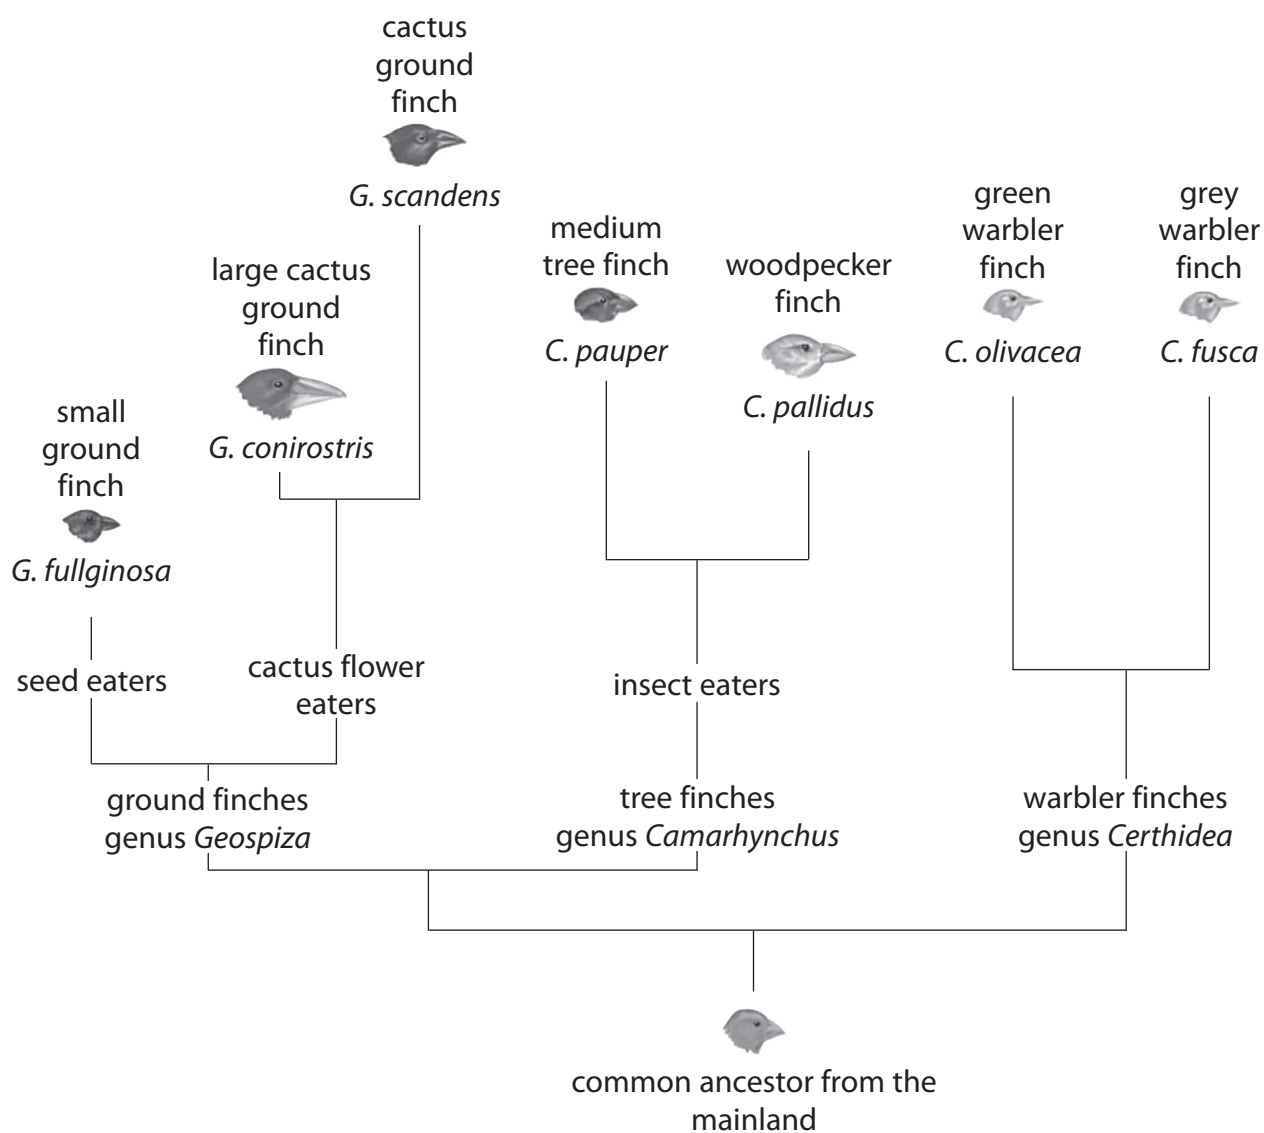 cactus
ground
finch
G. scandens
large cactus
ground
finch
G. conirostris
small
ground
finch
G. fullginosa
medium
tree finch
C. pauper
woodpecker
finch
C. pallidus
green
warbler
finch
C. olivacea
grey
warbler
finch
C. fusca
seed eaters
cactus flower
eaters
insect eaters
ground finches
genus Geospiza
tree finches
genus Camarhynchus
warbler finches
genus Certhidea
common ancestor from the
mainland